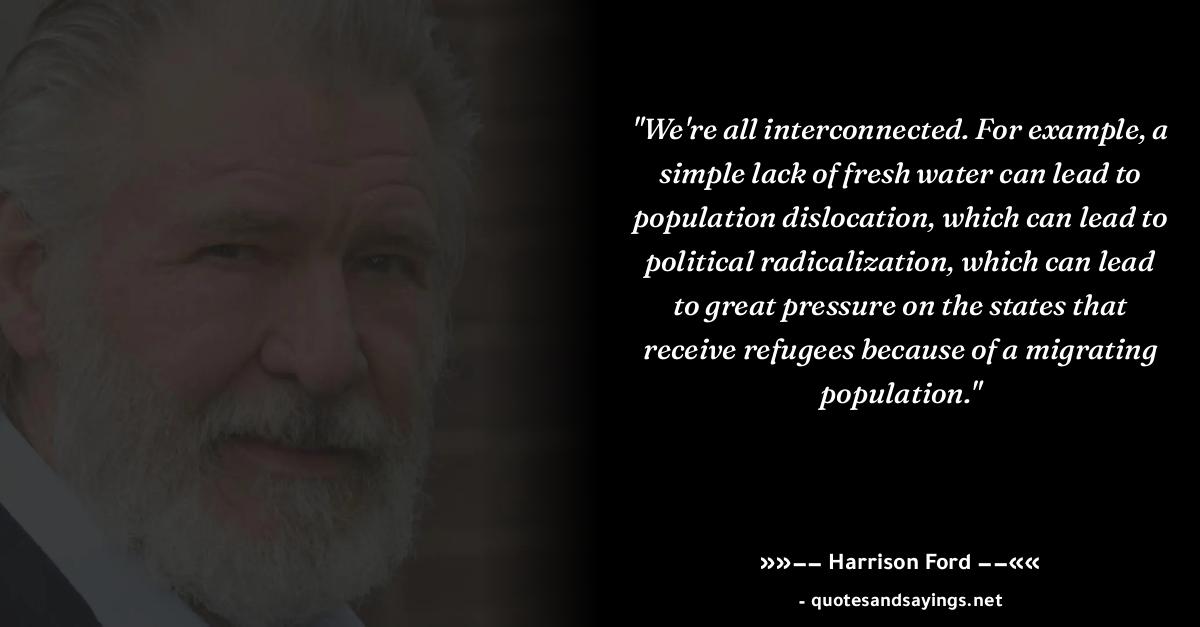 "We're all interconnected. For example, a
simple lack of fresh water can lead to
population dislocation, which can lead to
political radicalization, which can lead
to great pressure on the states that
receive refugees because of a migrating
population."
»»–– Harrison Ford ––««
- quotesandsayings.net